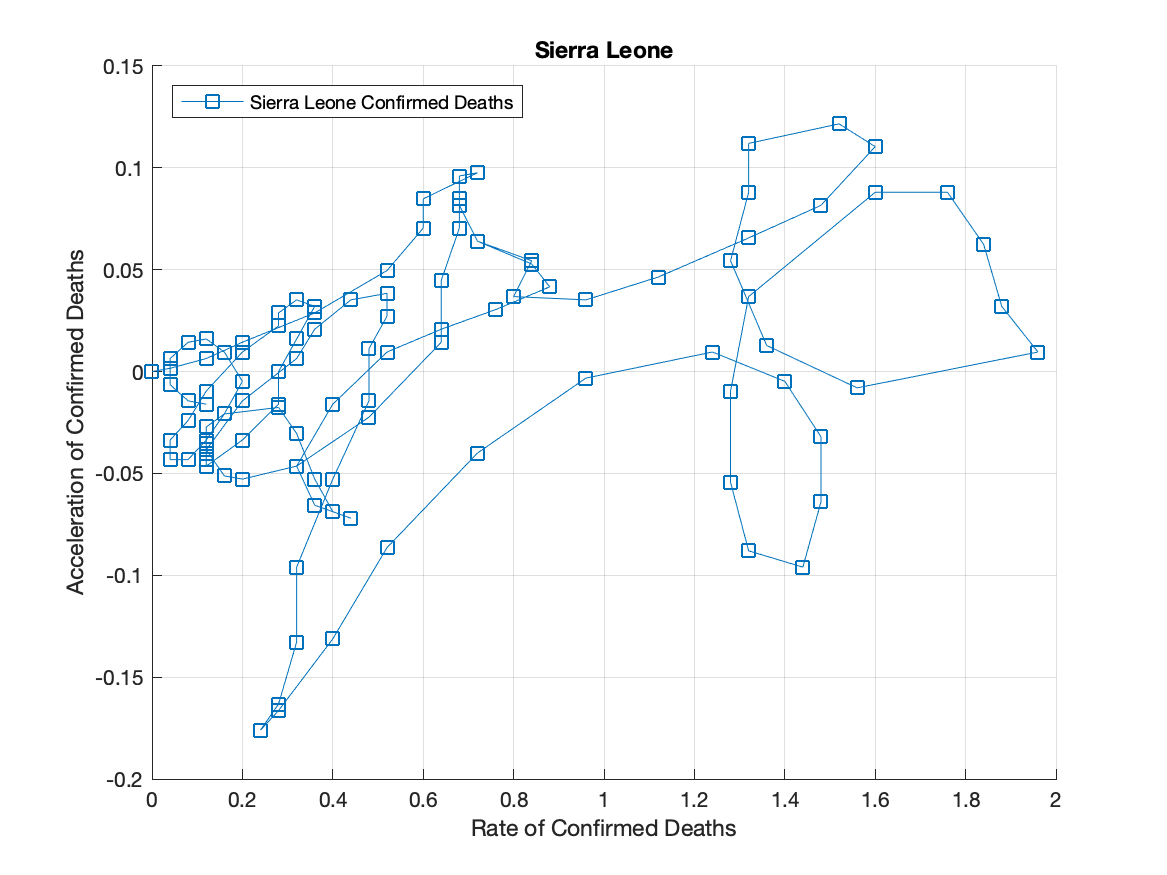 Sierra Leone
0.15
0.1
0.05
0
-0.05
-0.1
-0.15
-0.2
Acceleration of Confirmed Deaths
Sierra Leone Confirmed Deaths
0 0.2 0.4 0.6 0.8 1 1.2 1.4 1.6 1.8 2
Rate of Confirmed Deaths